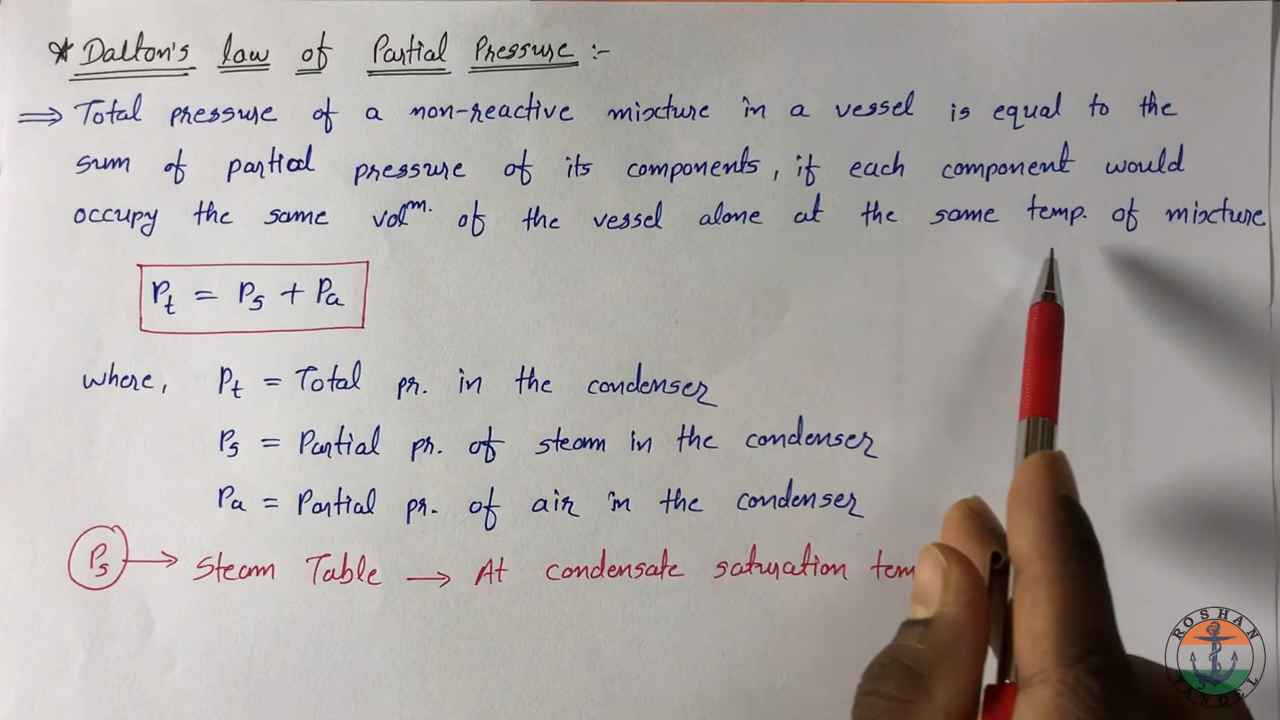 * Dalton's law of Partial Pressure :-
⇒ Total pressure of a non-reactive mixture in a vessel is equal to the
sum of partial pressure of its components, if each component would
occupy the same volm. of the vessel alone at the same temp. of mixture
Pt = Ps + Pa
where, Pt = Total pr. in the condenser
Ps = Partial pr. of steam in the condenser
Pa = Partial pr. of air in the condenser
Ps → Steam Table → At condensate saturation tem
ROSHAN
TANDEL